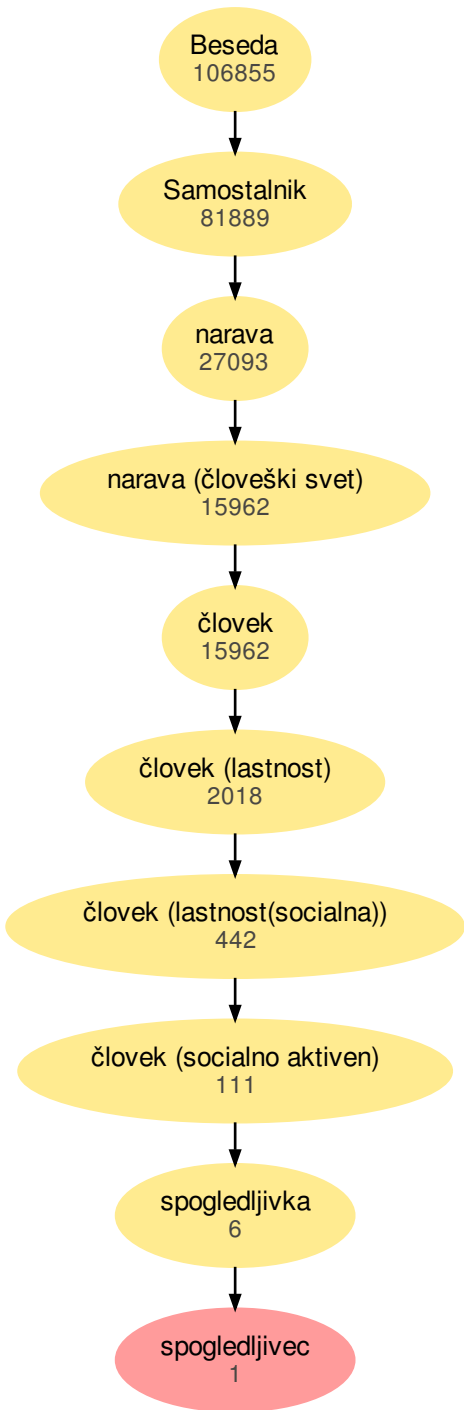 Beseda
106855
Samostalnik
81889
narava
27093
narava (človeški svet)
15962
človek
15962
človek (lastnost)
2018
človek (lastnost(socialna))
442
človek (socialno aktiven)
111
spogledljivka
6
spogledljivec
1